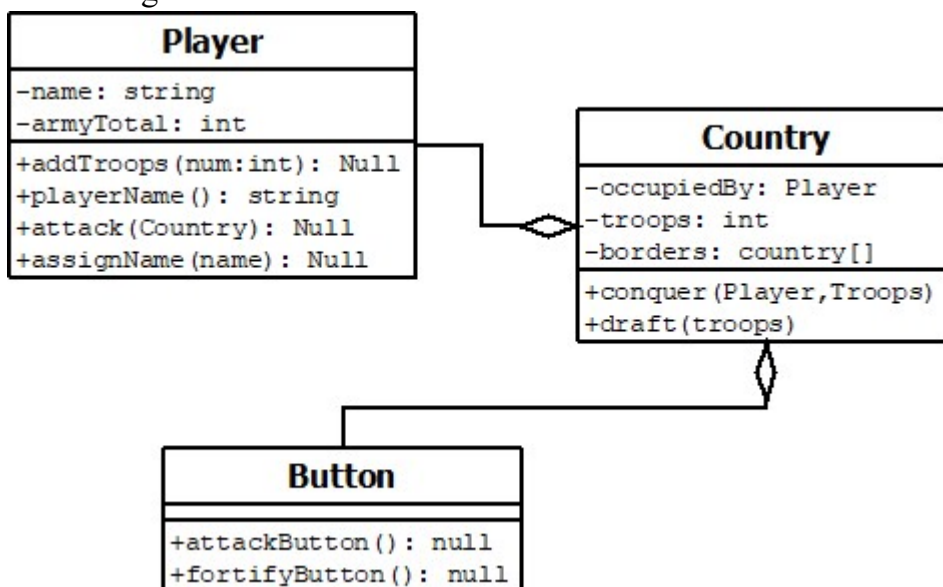 Player
-name: string
-armyTotal: int
+addTroops(num:int): Null
+playerName(): string
+attack(Country): Null
+assignName(name): Null
Country
-occupiedBy: Player
-troops: int
-borders: country[]
+conquer(Player,Troops)
+draft(troops)
Button
+attackButton(): null
+fortifyButton(): null